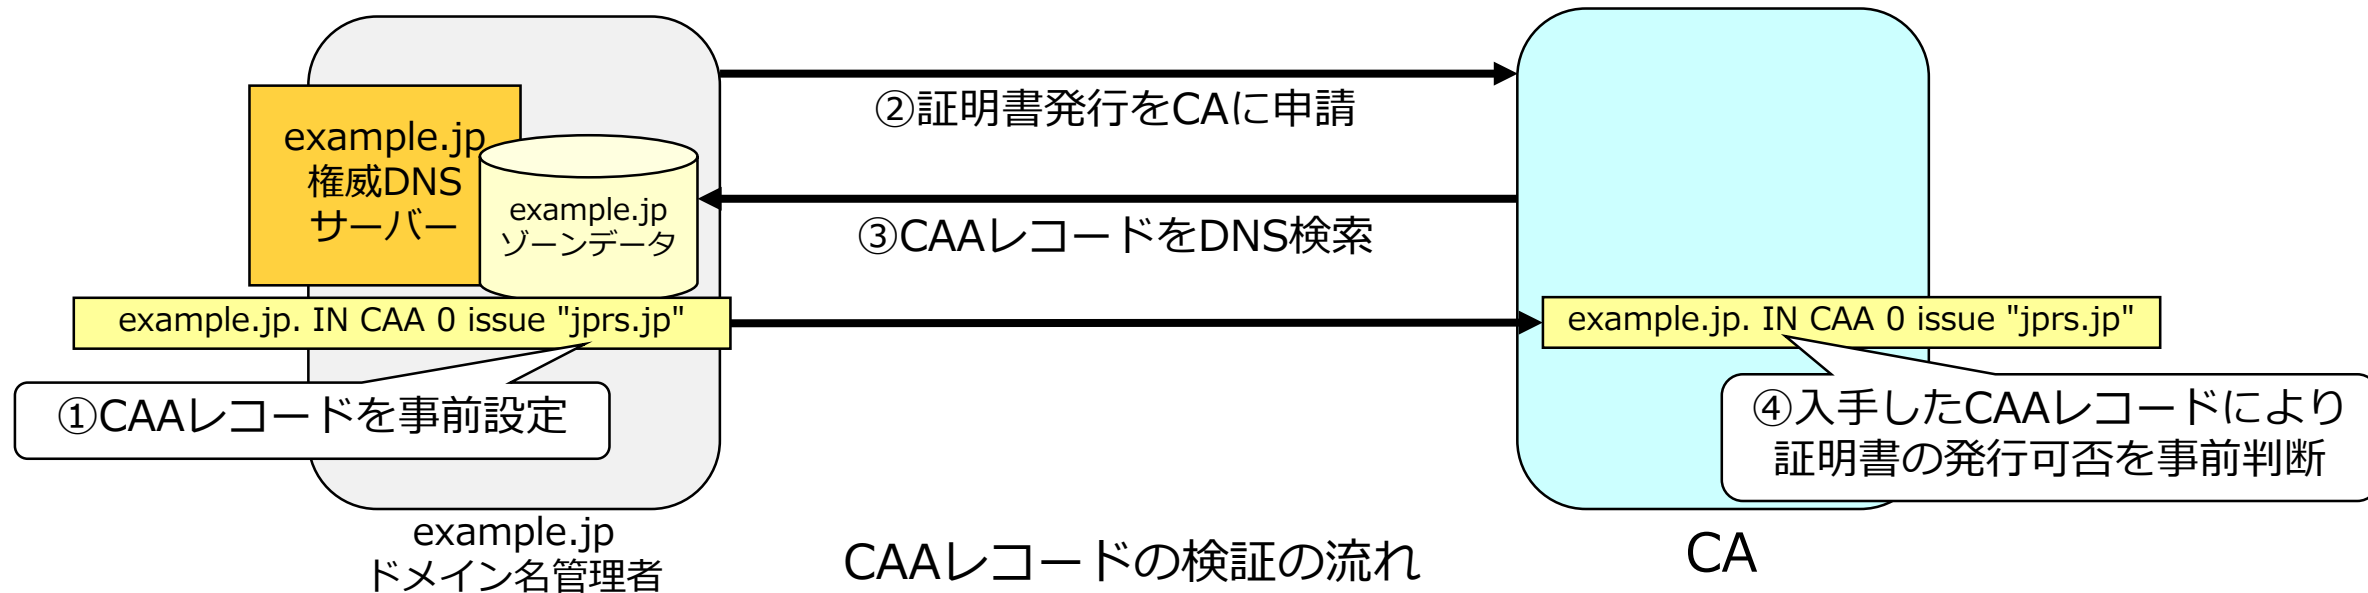 ②証明書発行をCAに申請
example.jp
権威DNS
サーバー
example.jp
ゾーンデータ
③CAAレコードをDNS検索
example.jp. IN CAA 0 issue "jprs.jp"
example.jp. IN CAA 0 issue "jprs.jp"
①CAAレコードを事前設定
④入手したCAAレコードにより
証明書の発行可否を事前判断
example.jp
ドメイン名管理者
CAAレコードの検証の流れ
CA